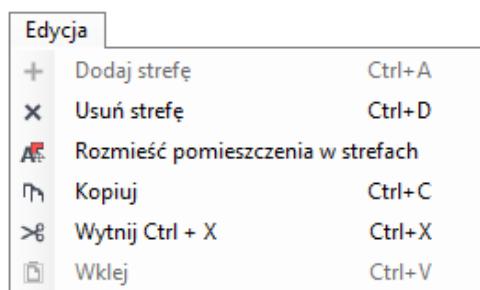 Edycja
Dodaj strefę Ctrl+A
Usuń strefę Ctrl+D
Rozmieść pomieszczenia w strefach
Kopiuj Ctrl+C
Wytnij Ctrl + X Ctrl+X
Wklej Ctrl+V